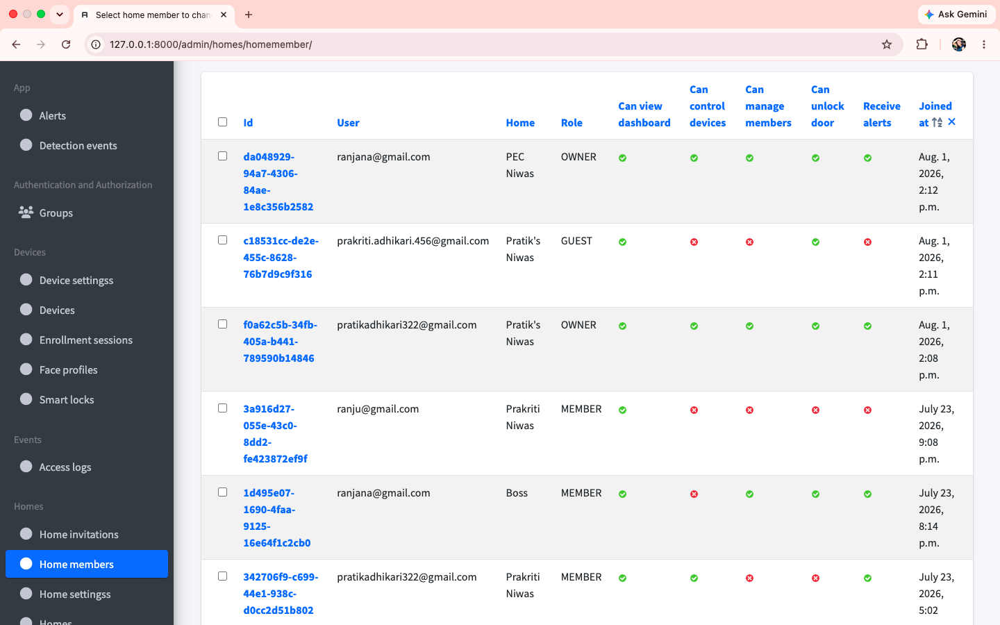 Select home member to chan
Ask Gemini
127.0.0.1:8000/admin/homes/homemember/
App
Alerts
Detection events
Authentication and Authorization
Groups
Devices
Device settingss
Devices
Enrollment sessions
Face profiles
Smart locks
Events
Access logs
Homes
Home invitations
Home members
Home settingss
Homes
Id
User
Home
Role
Can view
dashboard
Can
control
devices
Can
manage
members
Can
unlock
door
Receive
alerts
Joined
at
da048929-
94a7-4306-
84ae-
1e8c356b2582
ranjana@gmail.com
PEC
Niwas
OWNER
Aug. 1,
2026,
2:12
p.m.
c18531cc-de2e-
455c-8628-
76b7d9c9f316
prakriti.adhikari.456@gmail.com
Pratik's
Niwas
GUEST
Aug. 1,
2026,
2:11
p.m.
f0a62c5b-34fb-
405a-b441-
789590b14846
pratikadhikari322@gmail.com
Pratik's
Niwas
OWNER
Aug. 1,
2026,
2:08
p.m.
3a916d27-
055e-43c0-
8dd2-
fe423872ef9f
ranju@gmail.com
Prakriti
Niwas
MEMBER
July 23,
2026,
9:08
p.m.
1d495e07-
1690-4faa-
9125-
16e64f1c2cb0
ranjana@gmail.com
Boss
MEMBER
July 23,
2026,
8:14
p.m.
342706f9-c699-
44e1-938c-
d0cc2d51b802
pratikadhikari322@gmail.com
Prakriti
Niwas
MEMBER
July 23,
2026,
5:02